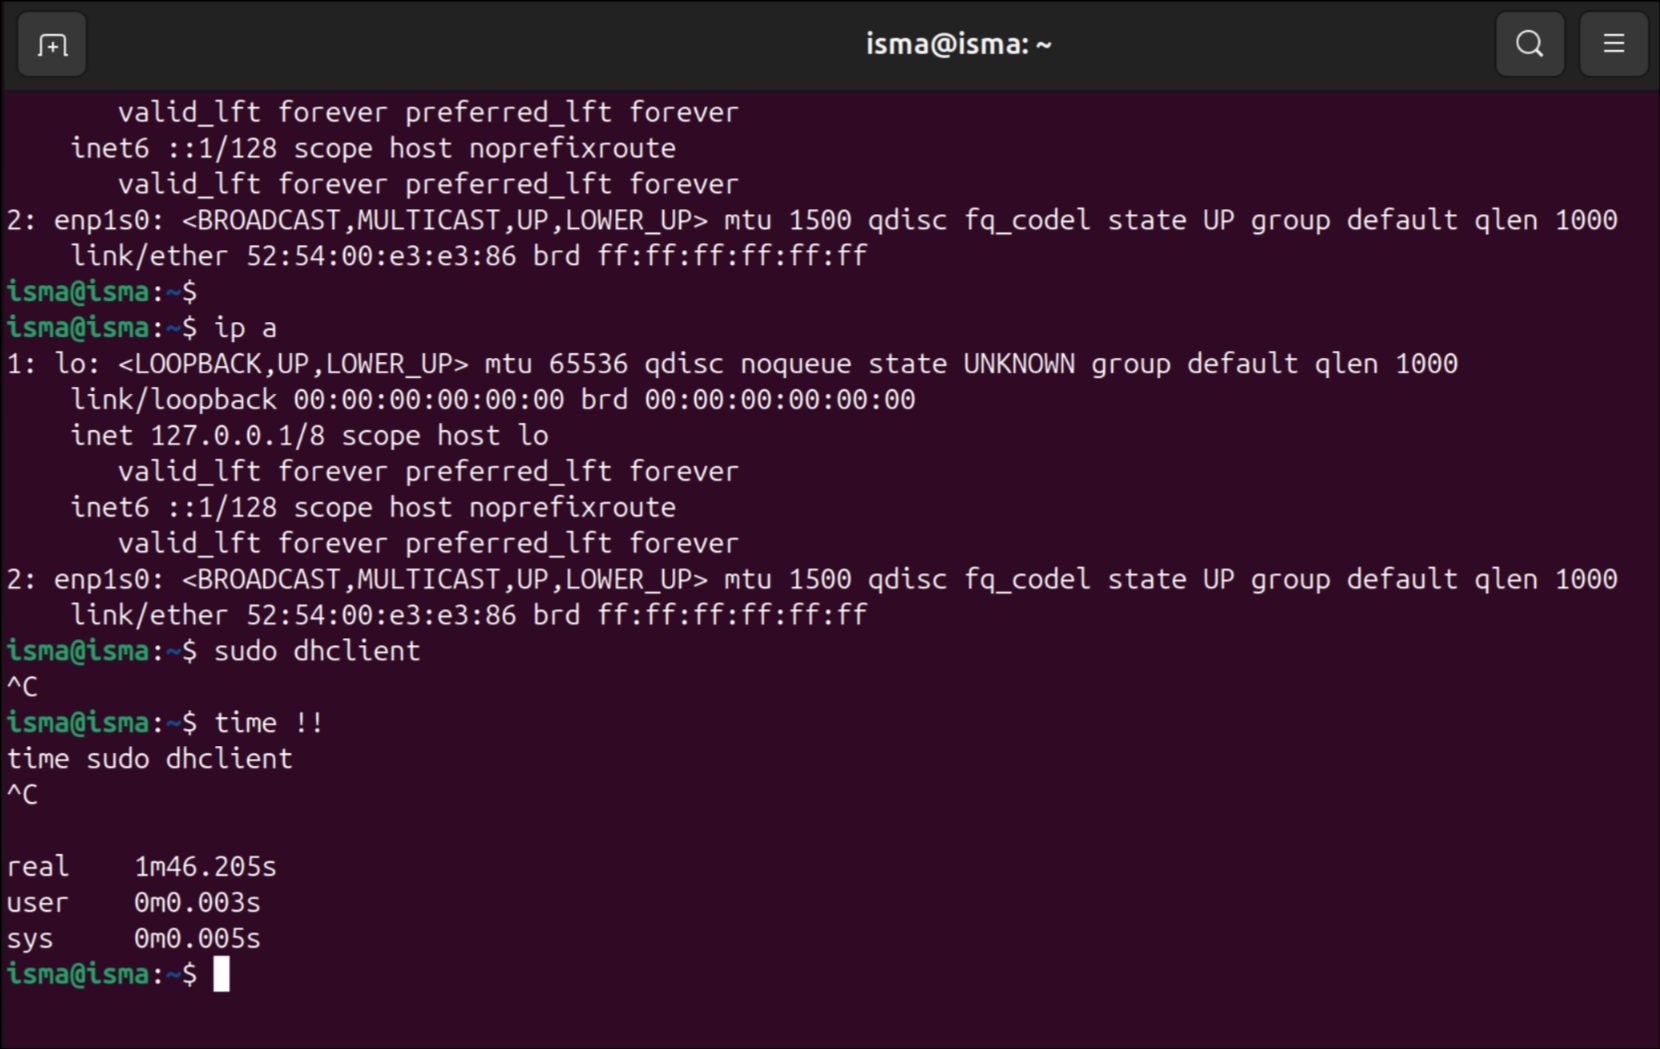 isma@isma: ~
valid_lft forever preferred_lft forever
inet6 ::1/128 scope host noprefixroute
valid_lft forever preferred_lft forever
2: enp1s0: <BROADCAST,MULTICAST,UP,LOWER_UP> mtu 1500 qdisc fq_codel state UP group default qlen 1000
link/ether 52:54:00:e3:e3:86 brd ff:ff:ff:ff:ff:ff
isma@isma:~$
isma@isma:~$ ip a
1: lo: <LOOPBACK,UP,LOWER_UP> mtu 65536 qdisc noqueue state UNKNOWN group default qlen 1000
link/loopback 00:00:00:00:00:00 brd 00:00:00:00:00:00
inet 127.0.0.1/8 scope host lo
valid_lft forever preferred_lft forever
inet6 ::1/128 scope host noprefixroute
valid_lft forever preferred_lft forever
2: enp1s0: <BROADCAST,MULTICAST,UP,LOWER_UP> mtu 1500 qdisc fq_codel state UP group default qlen 1000
link/ether 52:54:00:e3:e3:86 brd ff:ff:ff:ff:ff:ff
isma@isma:~$ sudo dhclient
^C
isma@isma:~$ time !!
time sudo dhclient
^C
real 1m46.205s
user 0m0.003s
sys 0m0.005s
isma@isma:~$